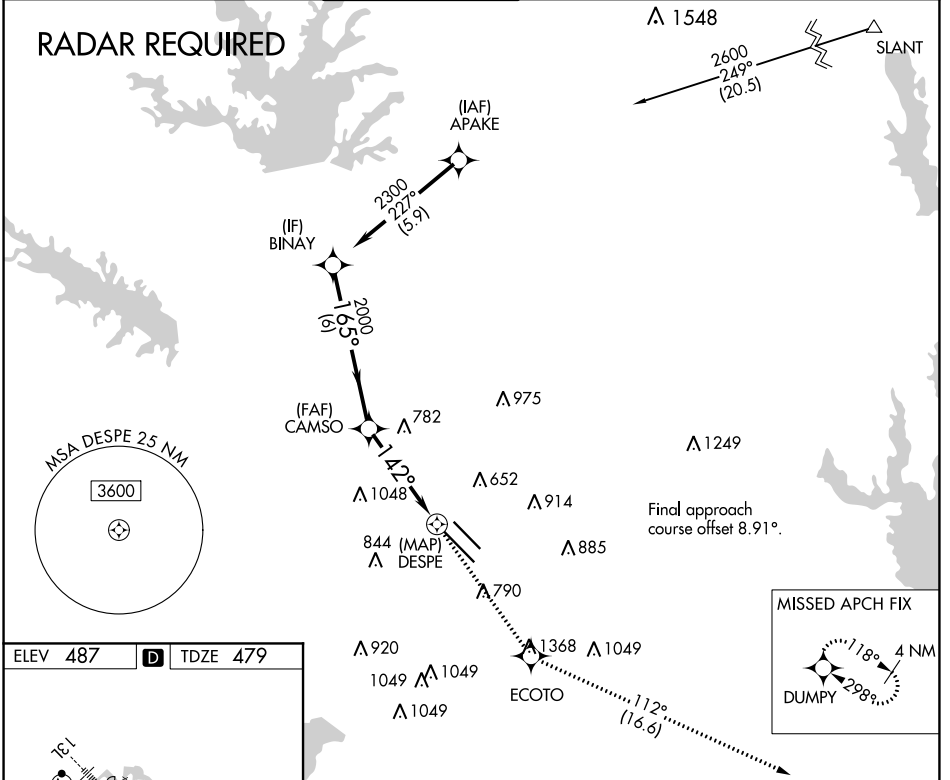 RADAR REQUIRED
1548
SLANT
2600
249°
(20.5)
(IAF)
APAKE
2300
227°
(5.9)
(IF)
BINAY
2000
165°
(6)
(FAF)
CAMSO
782
975
1249
142°
652
1048
914
Final approach
course offset 8.91°.
MSA DESPE 25 NM
3600
844
(MAP)
DESPE
885
790
MISSED APCH FIX
118°
4 NM
DUMPY
298°
ELEV 487 D TDZE 479
920
1368
1049
1049
1049
ECOTO
1049
112°
(16.6)
13L